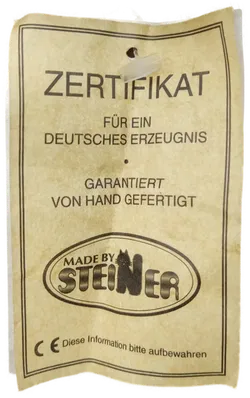 ZERTIFIKAT
FÜR EIN
DEUTSCHES ERZEUGNIS
•
GARANTIERT
VON HAND GEFERTIGT
MADE BY
STEINER
CE Diese Information bitte aufbewahren